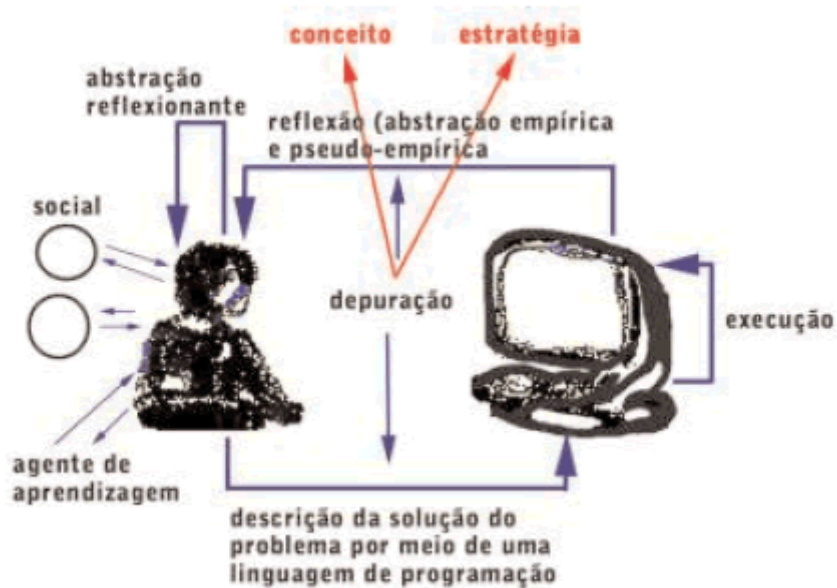 conceito
estratégia
abstração
reflexionante
reflexão (abstração empírica
e pseudo-empírica
social
depuração
execução
agente de
aprendizagem
descrição da solução do
problema por meio de uma
linguagem de programação